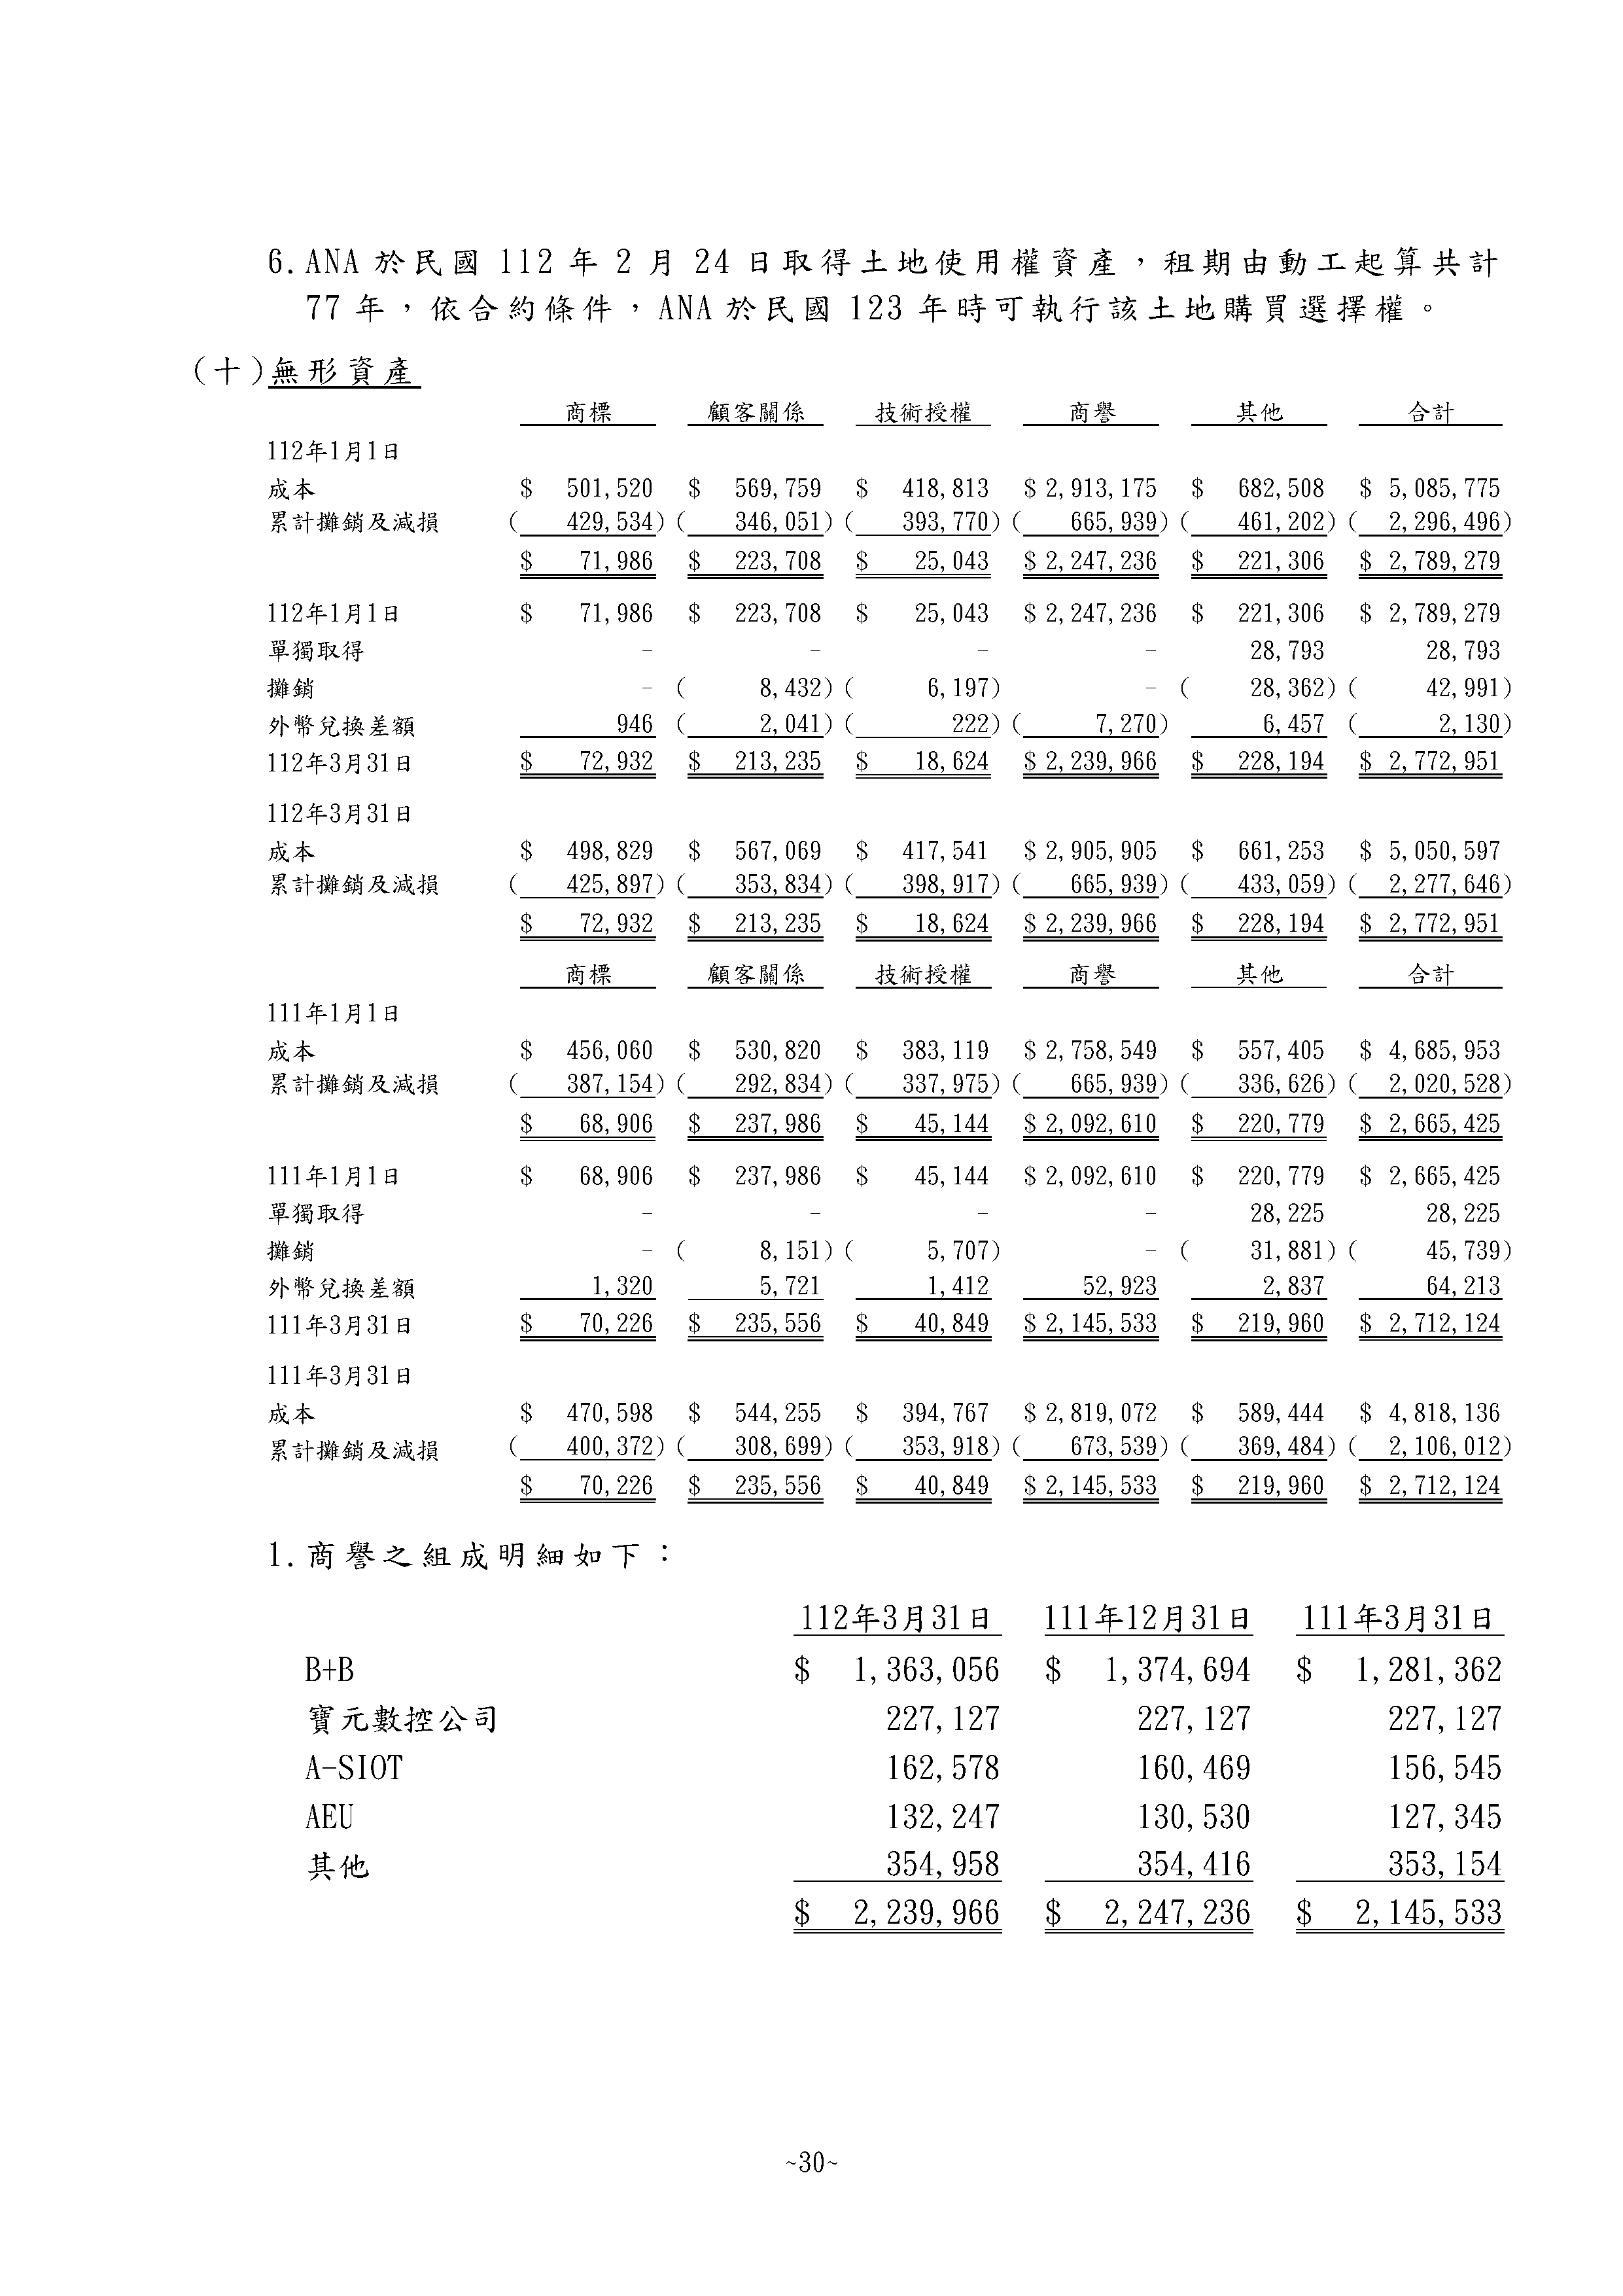 6.ANA 於民國 112 年 2 月 24 日取得土地使用權資產，租期由動工起算共計
77 年，依合約條件，ANA 於民國 123 年時可執行該土地購買選擇權。
(十)無形資產
商標 顧客關係 技術授權 商譽 其他 合計
112年1月1日
成本 $ 501,520 $ 569,759 $ 418,813 $ 2,913,175 $ 682,508 $ 5,085,775
累計攤銷及減損 ( 429,534) ( 346,051) ( 393,770) ( 665,939) ( 461,202) ( 2,296,496)
$ 71,986 $ 223,708 $ 25,043 $ 2,247,236 $ 221,306 $ 2,789,279
112年1月1日 $ 71,986 $ 223,708 $ 25,043 $ 2,247,236 $ 221,306 $ 2,789,279
單獨取得 - - - - 28,793 28,793
攤銷 - ( 8,432) ( 6,197) - ( 28,362) ( 42,991)
外幣兌換差額 946 ( 2,041) ( 222) ( 7,270) 6,457 ( 2,130)
112年3月31日 $ 72,932 $ 213,235 $ 18,624 $ 2,239,966 $ 228,194 $ 2,772,951
112年3月31日
成本 $ 498,829 $ 567,069 $ 417,541 $ 2,905,905 $ 661,253 $ 5,050,597
累計攤銷及減損 ( 425,897) ( 353,834) ( 398,917) ( 665,939) ( 433,059) ( 2,277,646)
$ 72,932 $ 213,235 $ 18,624 $ 2,239,966 $ 228,194 $ 2,772,951
商標 顧客關係 技術授權 商譽 其他 合計
111年1月1日
成本 $ 456,060 $ 530,820 $ 383,119 $ 2,758,549 $ 557,405 $ 4,685,953
累計攤銷及減損 ( 387,154) ( 292,834) ( 337,975) ( 665,939) ( 336,626) ( 2,020,528)
$ 68,906 $ 237,986 $ 45,144 $ 2,092,610 $ 220,779 $ 2,665,425
111年1月1日 $ 68,906 $ 237,986 $ 45,144 $ 2,092,610 $ 220,779 $ 2,665,425
單獨取得 - - - - 28,225 28,225
攤銷 - ( 8,151) ( 5,707) - ( 31,881) ( 45,739)
外幣兌換差額 1,320 5,721 1,412 52,923 2,837 64,213
111年3月31日 $ 70,226 $ 235,556 $ 40,849 $ 2,145,533 $ 219,960 $ 2,712,124
111年3月31日
成本 $ 470,598 $ 544,255 $ 394,767 $ 2,819,072 $ 589,444 $ 4,818,136
累計攤銷及減損 ( 400,372) ( 308,699) ( 353,918) ( 673,539) ( 369,484) ( 2,106,012)
$ 70,226 $ 235,556 $ 40,849 $ 2,145,533 $ 219,960 $ 2,712,124
1.商譽之組成明細如下：
112年3月31日 111年12月31日 111年3月31日
B+B $ 1,363,056 $ 1,374,694 $ 1,281,362
寶元數控公司 227,127 227,127 227,127
A-SIOT 162,578 160,469 156,545
AEU 132,247 130,530 127,345
其他 354,958 354,416 353,154
$ 2,239,966 $ 2,247,236 $ 2,145,533
~30~